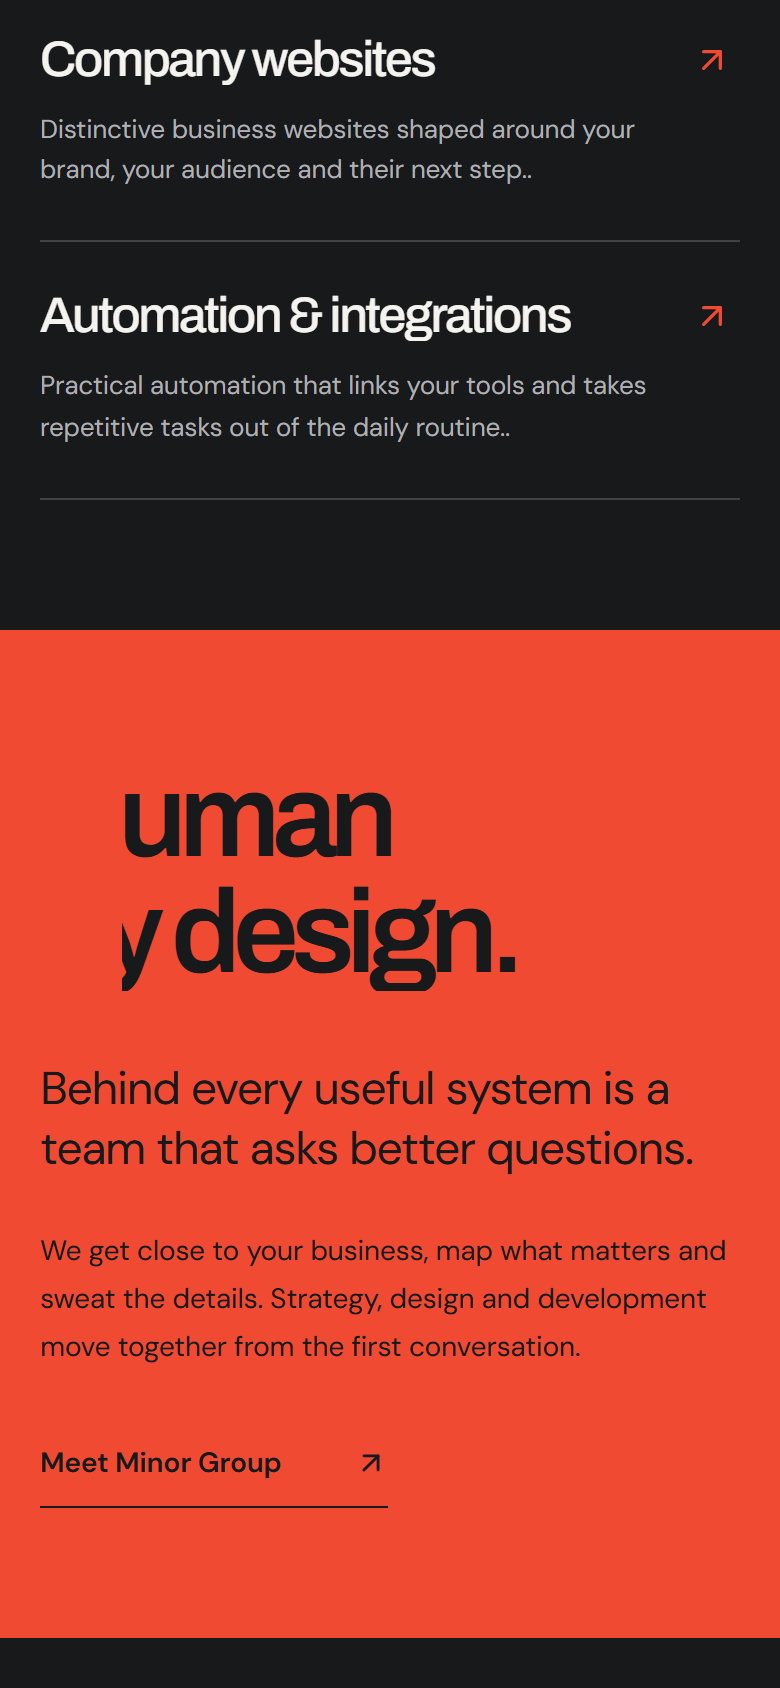 Company websites
Distinctive business websites shaped around your
brand, your audience and their next step..
Automation & integrations
Practical automation that links your tools and takes
repetitive tasks out of the daily routine..
uman
y design.
Behind every useful system is a
team that asks better questions.
We get close to your business, map what matters and
sweat the details. Strategy, design and development
move together from the first conversation.
Meet Minor Group